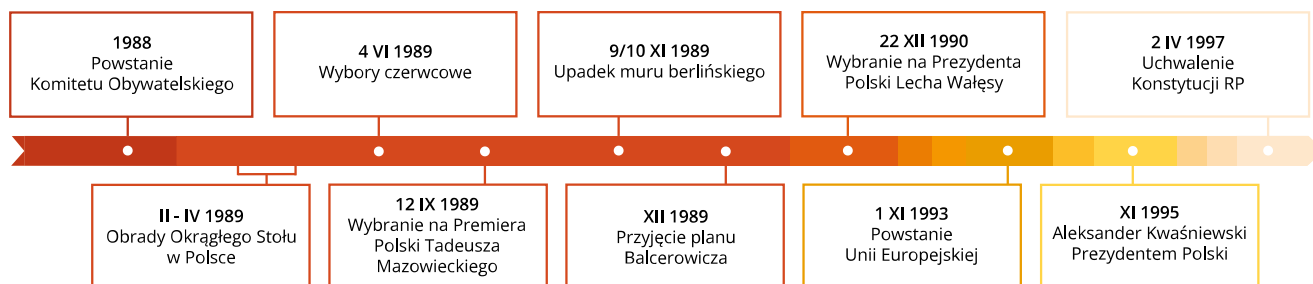 1988
Powstanie
Komitetu Obywatelskiego
4 VI 1989
Wybory czerwcowe
9/10 XI 1989
Upadek muru berlińskiego
22 XII 1990
Wybranie na Prezydenta
Polski Lecha Wałęsy
2 IV 1997
Uchwalenie
Konstytucji RP
II - IV 1989
Obrady Okrągłego Stołu
w Polsce
12 IX 1989
Wybranie na Premiera
Polski Tadeusza
Mazowieckiego
XII 1989
Przyjęcie planu
Balcerowicza
1 XI 1993
Powstanie
Unii Europejskiej
XI 1995
Aleksander Kwaśniewski
Prezydentem Polski